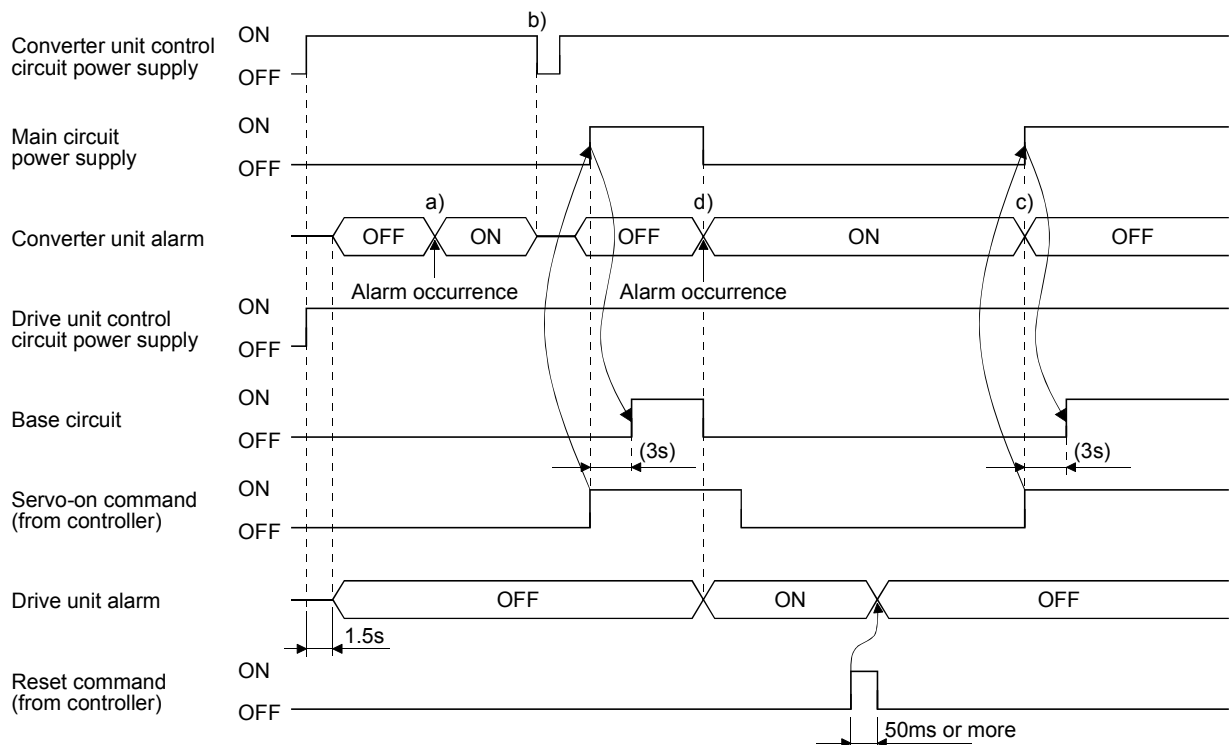 b)
Converter unit control
circuit power supply
ON
OFF
Main circuit
power supply
ON
OFF
a)
d)
c)
Converter unit alarm
OFF
ON
OFF
ON
OFF
Alarm occurrence
Alarm occurrence
Drive unit control
circuit power supply
ON
OFF
Base circuit
ON
OFF
(3s)
(3s)
Servo-on command
(from controller)
ON
OFF
Drive unit alarm
OFF
ON
OFF
1.5s
Reset command
(from controller)
ON
OFF
50ms or more